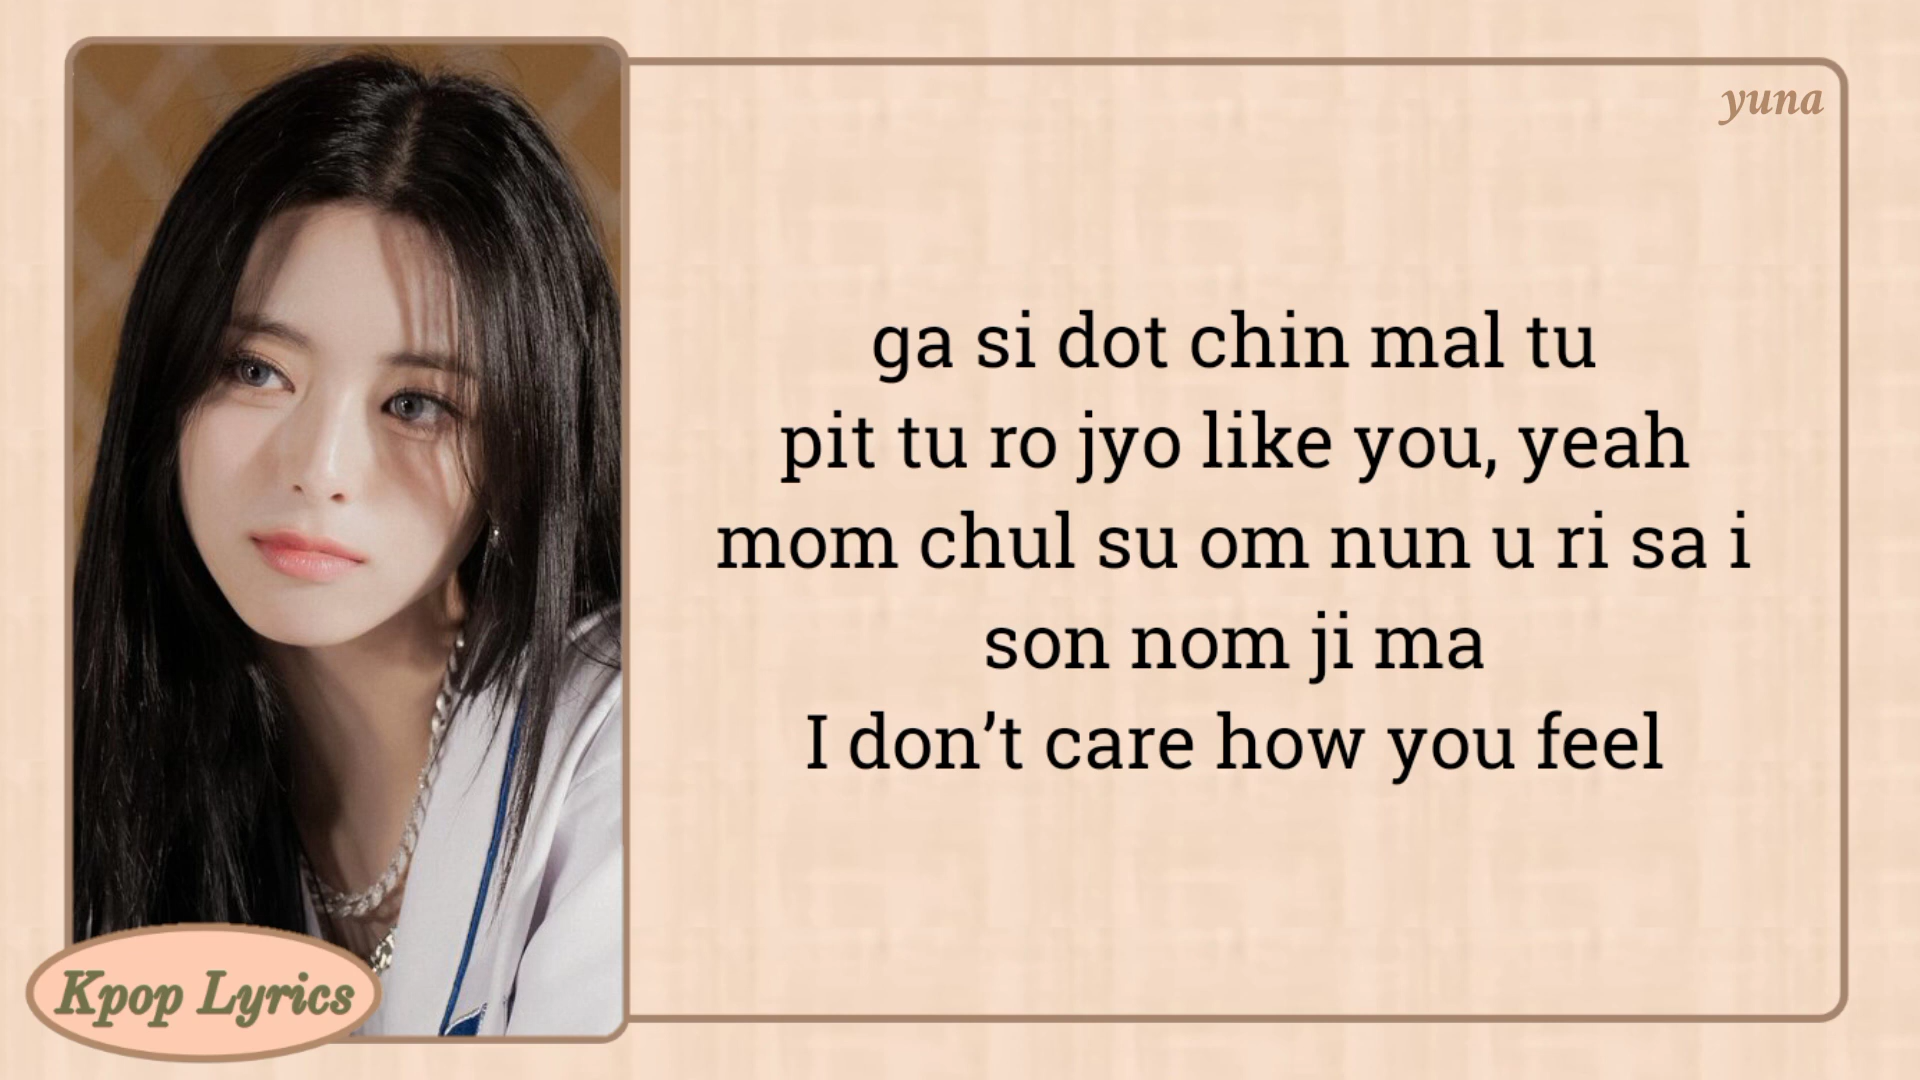 yuna
ga si dot chin mal tu
pit tu ro jyo like you, yeah
mom chul su om nun u ri sa i
son nom ji ma
I don’t care how you feel
Kpop Lyrics